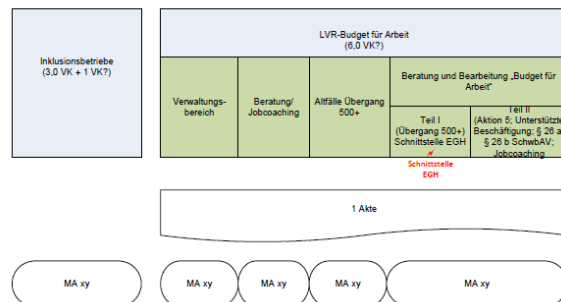 Inklusionsbetriebe
(3,0 VK + 1 VK?)
LVR-Budget für Arbeit
(6,0 VK?)
Verwaltungs-
bereich
Beratung/
Jobcoaching
Altfälle Übergang
500+
Beratung und Bearbeitung „Budget für
Arbeit"
Teil I
(Übergang 500+)
Schnittstelle EGH
Schnittstelle
EGH
Teil II
(Aktion 5; Unterstützte
Beschäftigung; § 26 a
§ 26 b SchwbAV;
Jobcoaching
1 Akte
MA xy
MA xy
MA xy
MA xy
MA xy